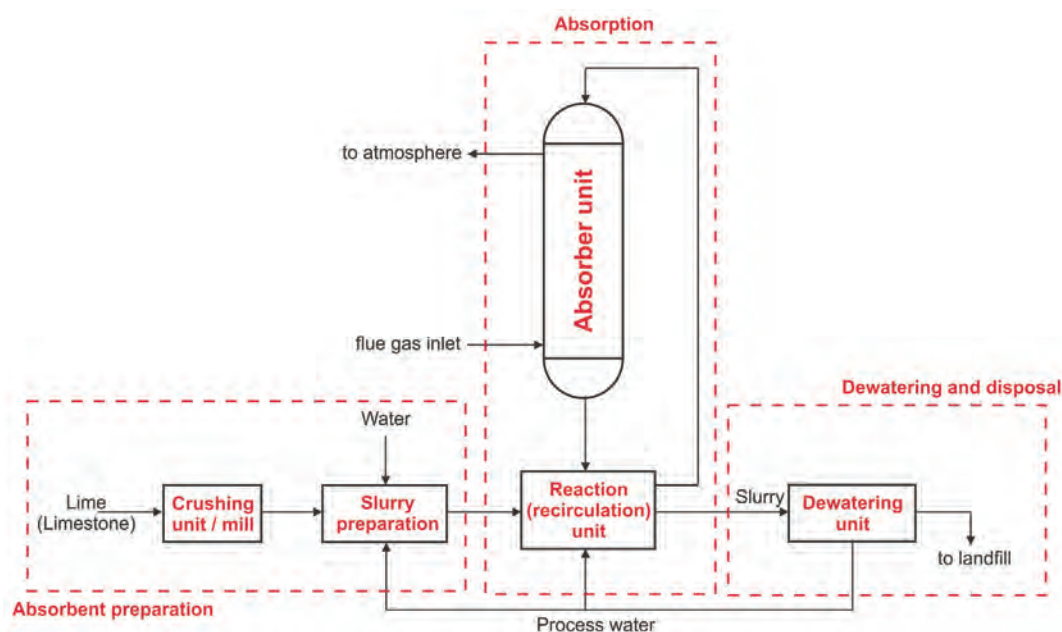 Absorption
to atmosphere
Absorber unit
flue gas inlet
Dewatering and disposal
Water
Lime
(Limestone)
Crushing
unit / mill
Slurry
preparation
Reaction
(recirculation)
unit
Slurry
Dewatering
unit
to landfill
Absorbent preparation
Process water